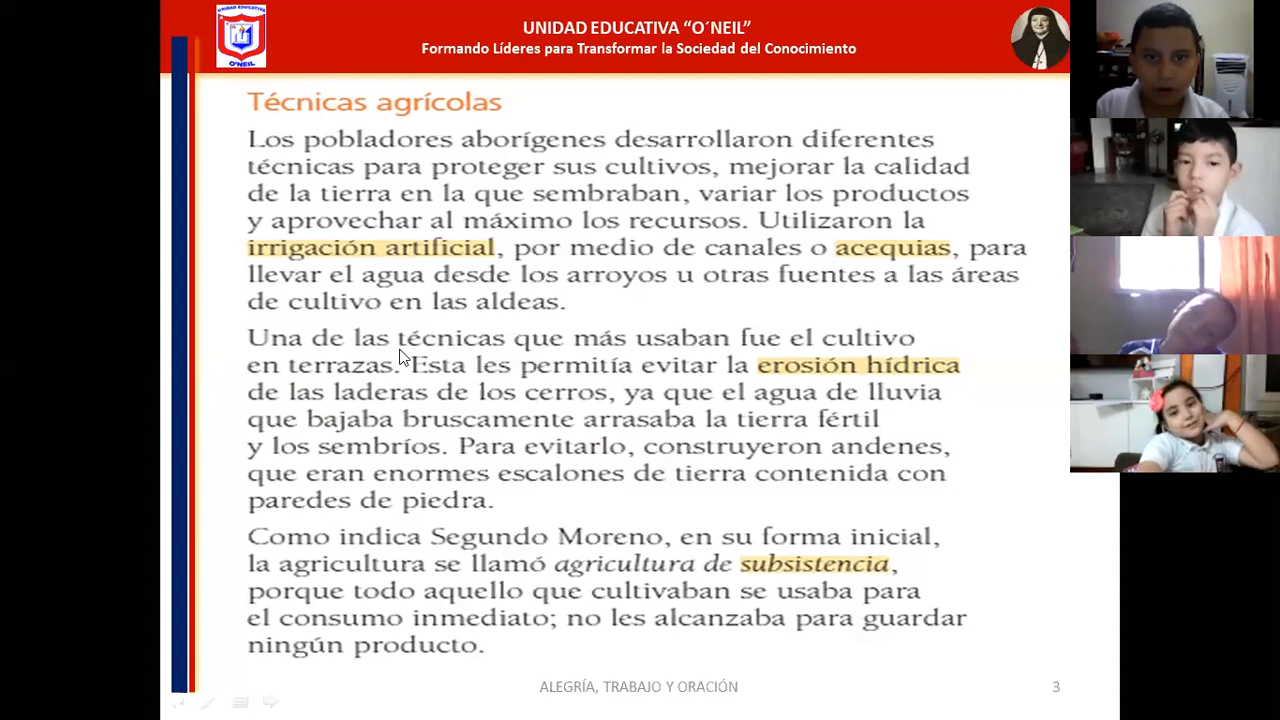 UNIDAD EDUCATIVA
O'NEIL
UNIDAD EDUCATIVA “O´NEIL”
Formando Líderes para Transformar la Sociedad del Conocimiento
Técnicas agrícolas
Los pobladores aborígenes desarrollaron diferentes
técnicas para proteger sus cultivos, mejorar la calidad
de la tierra en la que sembraban, variar los productos
y aprovechar al máximo los recursos. Utilizaron la
irrigación artificial, por medio de canales o acequias, para
llevar el agua desde los arroyos u otras fuentes a las áreas
de cultivo en las aldeas.
Una de las técnicas que más usaban fue el cultivo
en terrazas. Esta les permitía evitar la erosión hídrica
de las laderas de los cerros, ya que el agua de lluvia
que bajaba bruscamente arrasaba la tierra fértil
y los sembríos. Para evitarlo, construyeron andenes,
que eran enormes escalones de tierra contenida con
paredes de piedra.
Como indica Segundo Moreno, en su forma inicial,
la agricultura se llamó agricultura de subsistencia,
porque todo aquello que cultivaban se usaba para
el consumo inmediato; no les alcanzaba para guardar
ningún producto.
ALEGRÍA, TRABAJO Y ORACIÓN
3